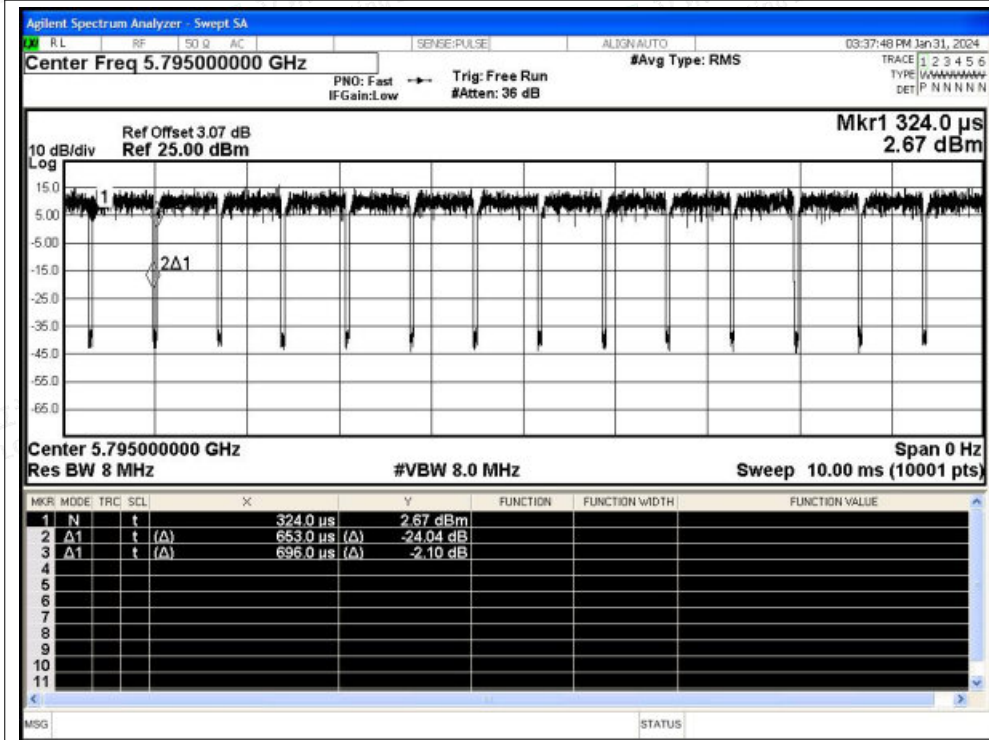 Agilent Spectrum Analyzer - Swept SA
LXI RL RF 50 Ω AC SENSE:PULSE ALIGN AUTO 03:37:48 PM Jan 31, 2024
Center Freq 5.795000000 GHz #Avg Type: RMS TRACE 1 2 3 4 5 6
PNO: Fast Trig: Free Run TYPE WWWWWW
IFGain:Low #Atten: 36 dB DET P N N N N N
Mkr1 324.0 µs
Ref Offset 3.07 dB
10 dB/div Ref 25.00 dBm 2.67 dBm
Log
15.0
1
5.00
-5.00
2Δ1
-15.0
-25.0
-35.0
-45.0
-55.0
-65.0
Center 5.795000000 GHz Span 0 Hz
Res BW 8 MHz #VBW 8.0 MHz Sweep 10.00 ms (10001 pts)
MKR MODE TRC SCL X Y FUNCTION FUNCTION WIDTH FUNCTION VALUE
1 N t 324.0 µs 2.67 dBm
2 Δ1 t (Δ) 653.0 µs (Δ) -24.04 dB
3 Δ1 t (Δ) 696.0 µs (Δ) -2.10 dB
4
5
6
7
8
9
10
11
MSG STATUS